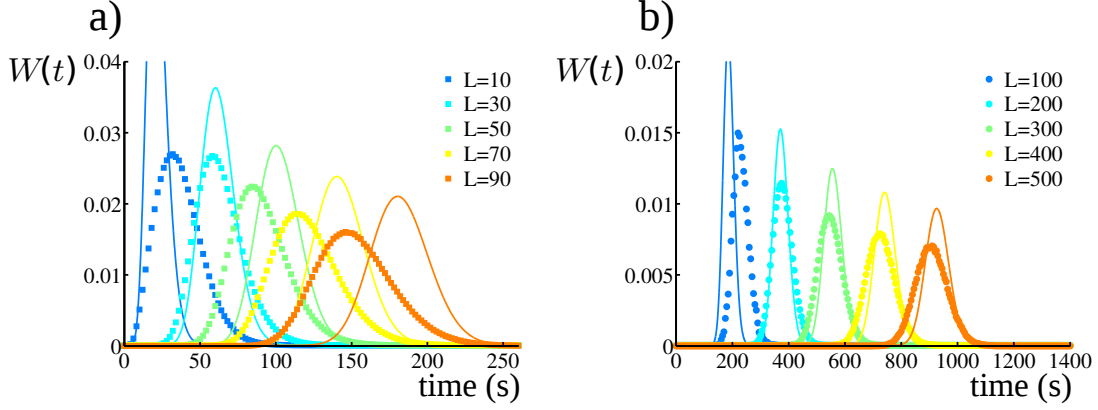 a)
W(t)
0.04
0.03
0.02
0.01
0
0 50 100 150 200 250
time (s)
L=10
L=30
L=50
L=70
L=90
b)
W(t)
0.02
0.015
0.01
0.005
0
0 200 400 600 800 1000 1200 1400
time (s)
L=100
L=200
L=300
L=400
L=500